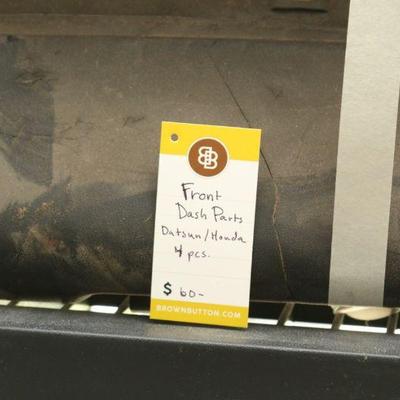 BB
Front
Dash Parts
Datsun/Honda
4 pcs.
$ 60-
BROWNBUTTON.COM